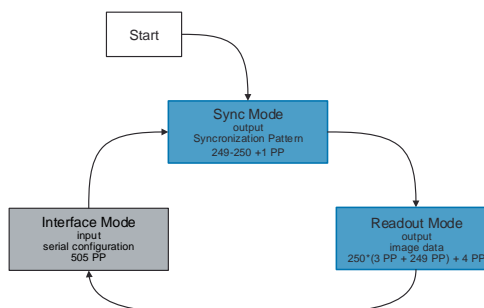 Start
Sync Mode
output
Syncronization Pattern
249-250 +1 PP
Interface Mode
input
serial configuration
505 PP
Readout Mode
output
image data
250*(3 PP + 249 PP) + 4 PP